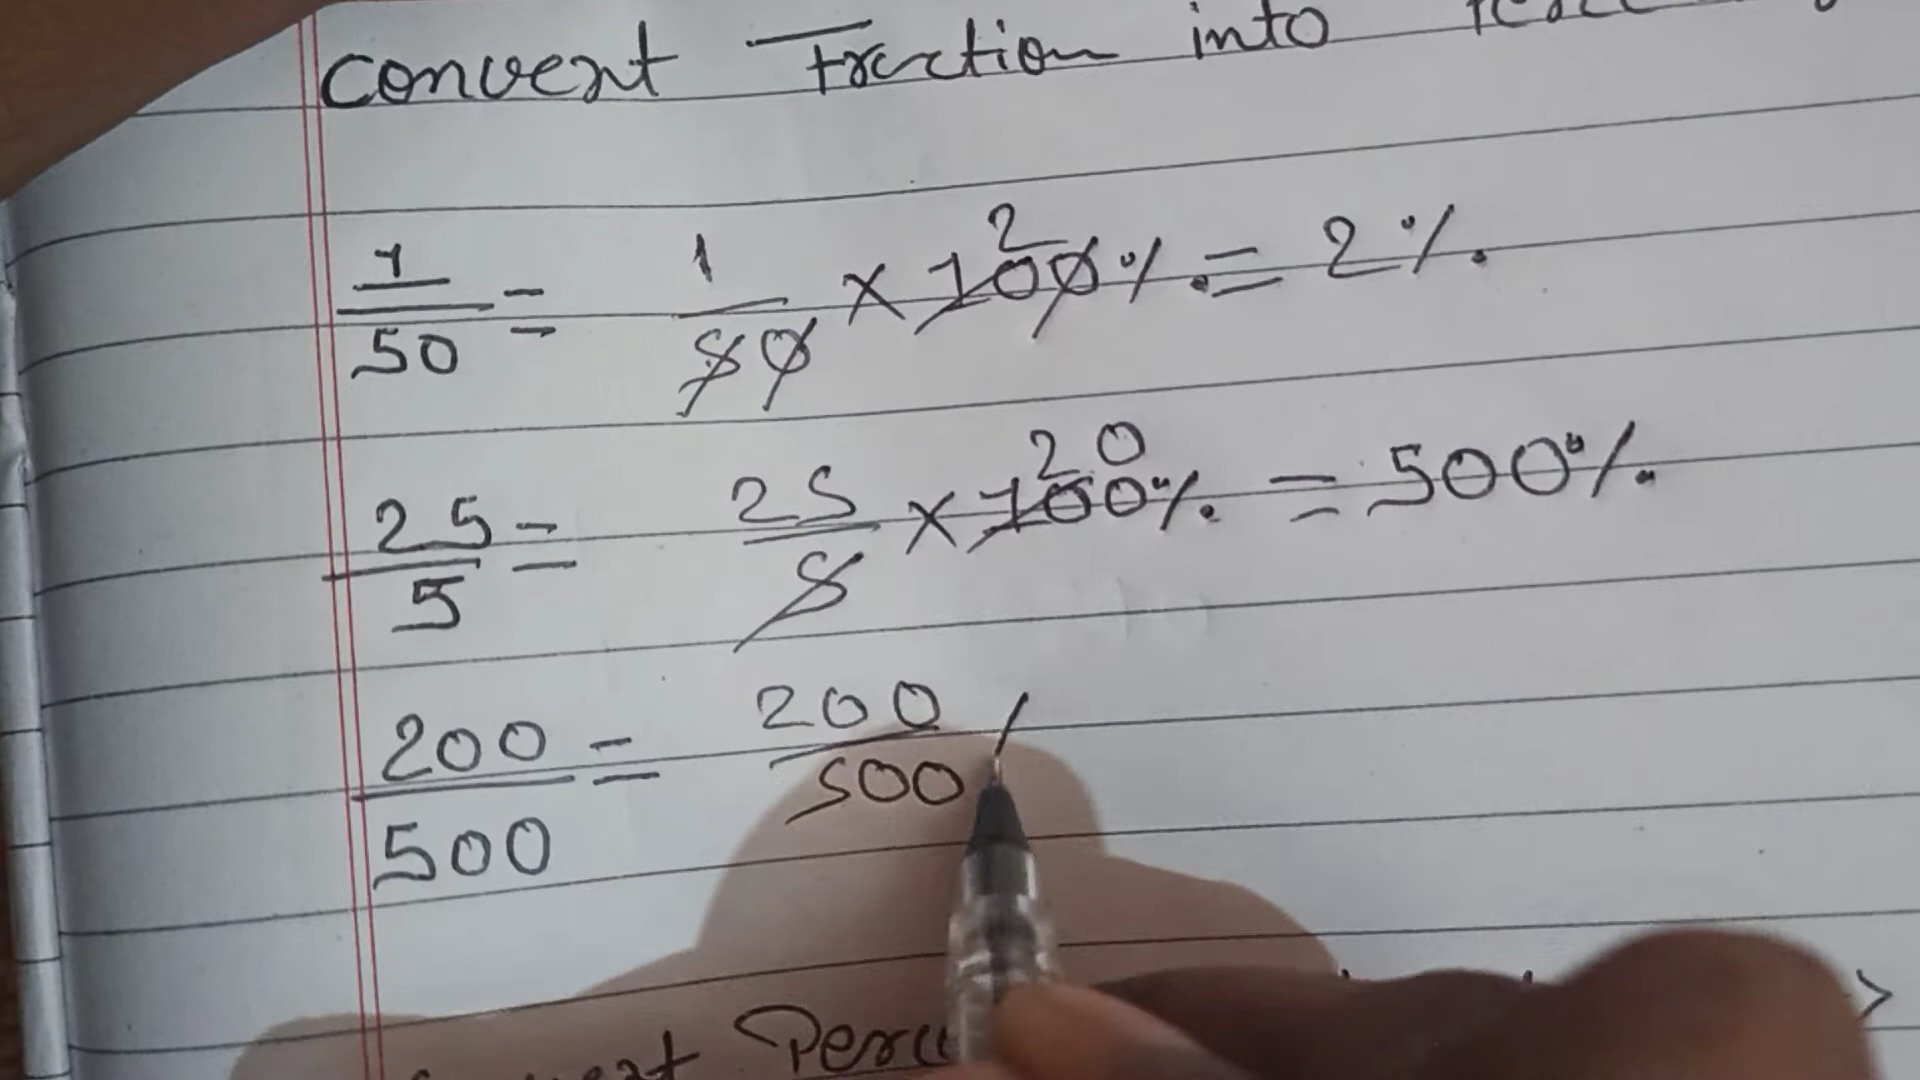 Convert Fraction into
1/50 = 1/50 × 100% = 2%
2
25/5 = 25/5 × 100% = 500%
20
200/500 = 200/500